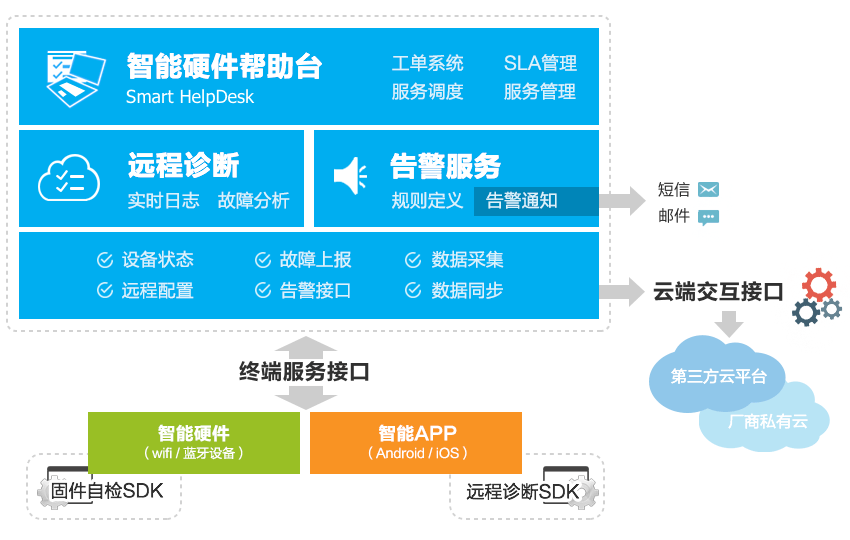 智能硬件帮助台
Smart HelpDesk
工单系统 SLA管理
服务调度 服务管理
远程诊断
实时日志 故障分析
告警服务
规则定义 告警通知
短信
邮件
设备状态 故障上报 数据采集
远程配置 告警接口 数据同步
云端交互接口
第三方云平台
厂商私有云
终端服务接口
智能硬件
（wifi / 蓝牙设备）
智能APP
（Android / iOS）
固件自检SDK
远程诊断SDK